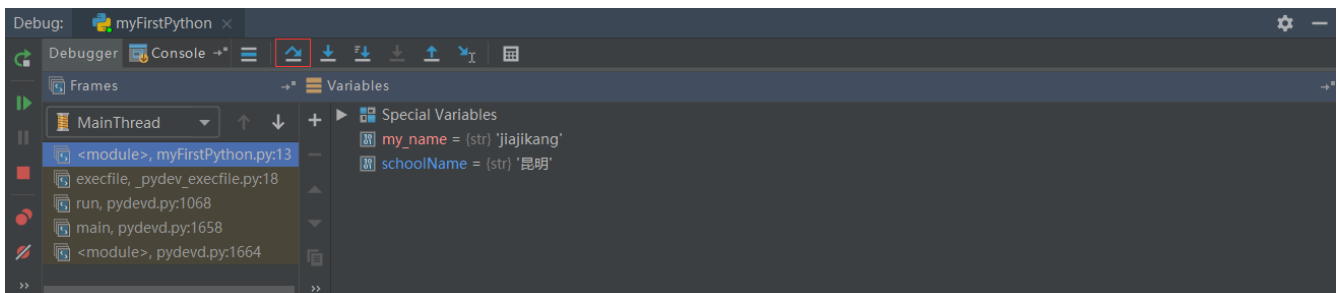 Debug: myFirstPython
Debugger Console
Frames
Variables
MainThread
Special Variables
my_name = {str} 'jiajikang'
<module>, myFirstPython.py:13
schoolName = {str} '昆明'
execfile, _pydev_execfile.py:18
run, pydevd.py:1068
main, pydevd.py:1658
<module>, pydevd.py:1664